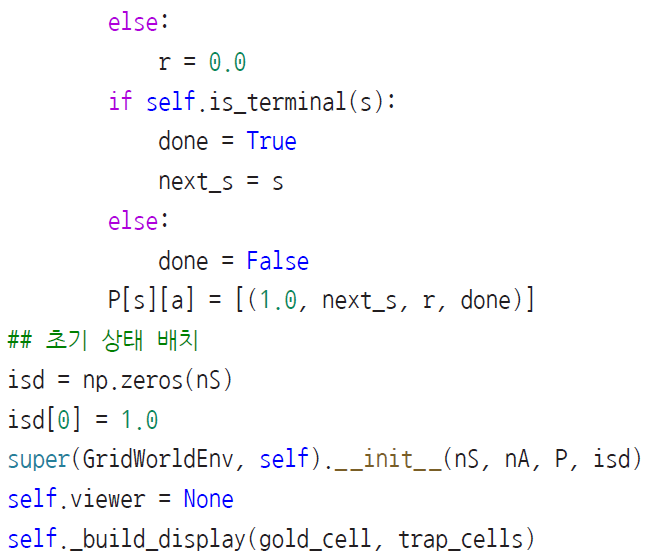 else:
r = 0.0
if self.is_terminal(s):
done = True
next_s = s
else:
done = False
P[s][a] = [(1.0, next_s, r, done)]
## 초기 상태 배치
isd = np.zeros(nS)
isd[0] = 1.0
super(GridWorldEnv, self).__init__(nS, nA, P, isd)
self.viewer = None
self._build_display(gold_cell, trap_cells)